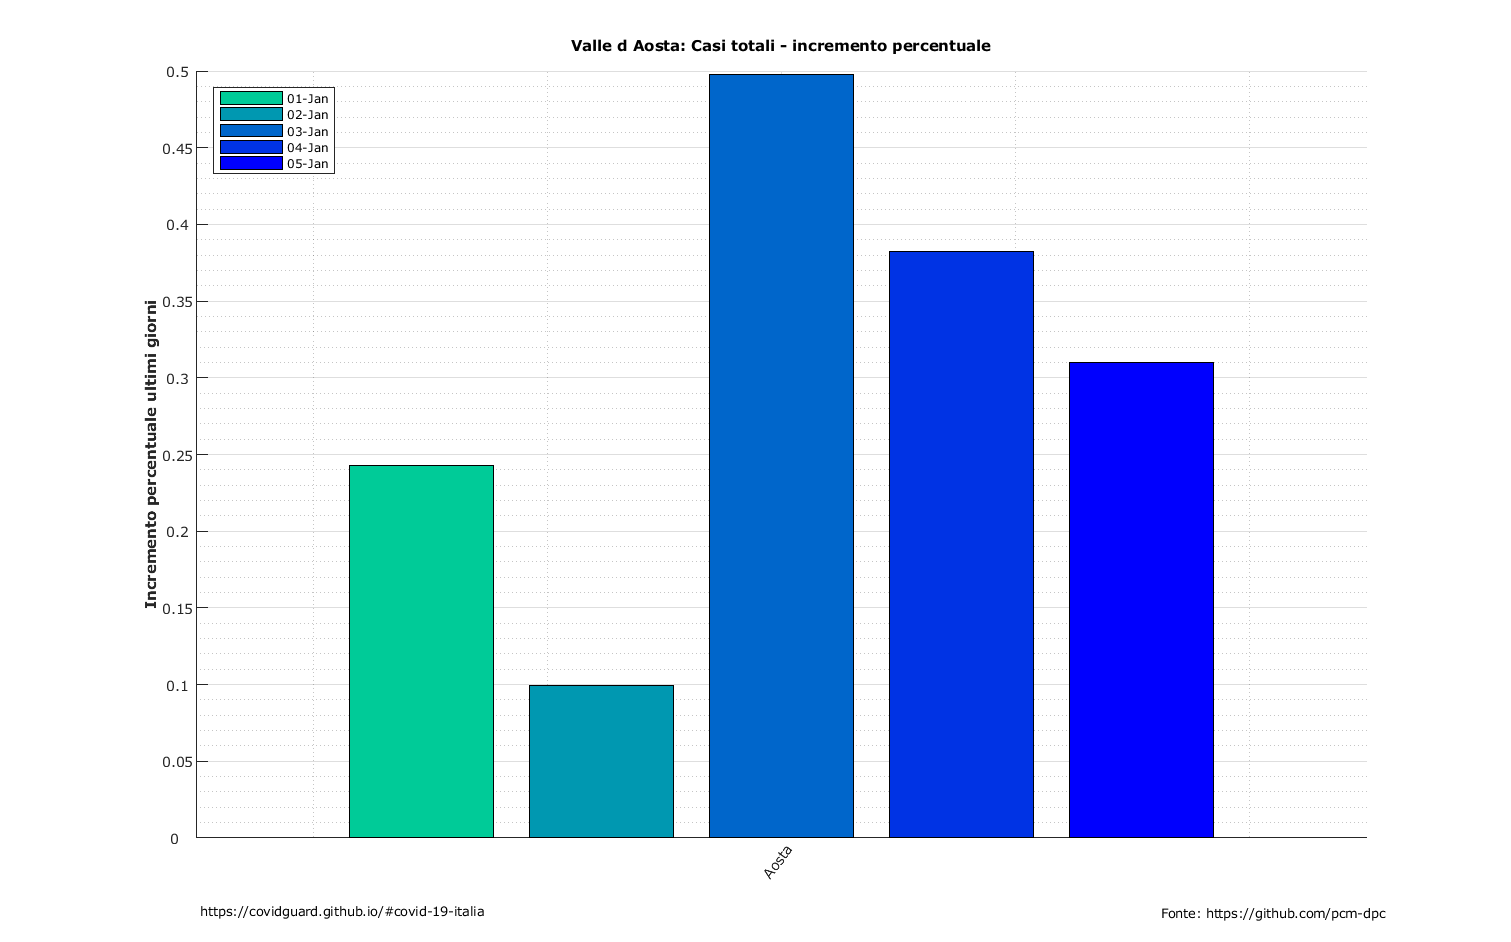 Valle d Aosta: Casi totali - incremento percentuale
0.5
0.45
0.4
0.35
0.3
0.25
0.2
0.15
0.1
0.05
0
Incremento percentuale ultimi giorni
01-Jan
02-Jan
03-Jan
04-Jan
05-Jan
Aosta
https://covidguard.github.io/#covid-19-italia
Fonte: https://github.com/pcm-dpc